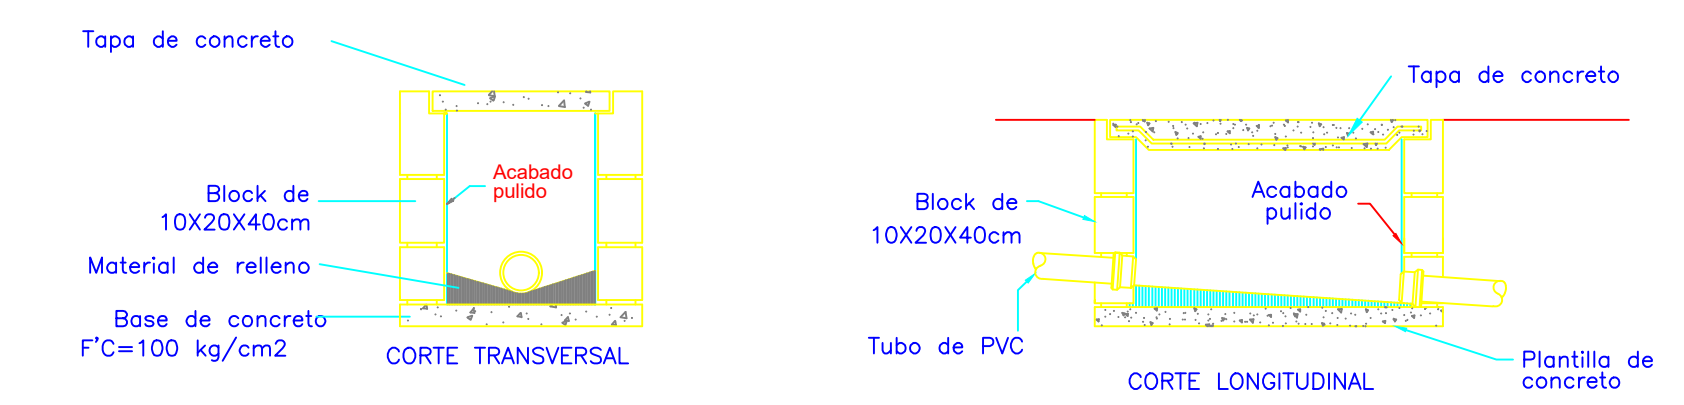 Tapa de concreto
Acabado
pulido
Block de
10X20X40cm
Material de relleno
Base de concreto
F'C=100 kg/cm2
CORTE TRANSVERSAL
Tapa de concreto
Acabado
pulido
Block de
10X20X40cm
Tubo de PVC
Plantilla de
concreto
CORTE LONGITUDINAL